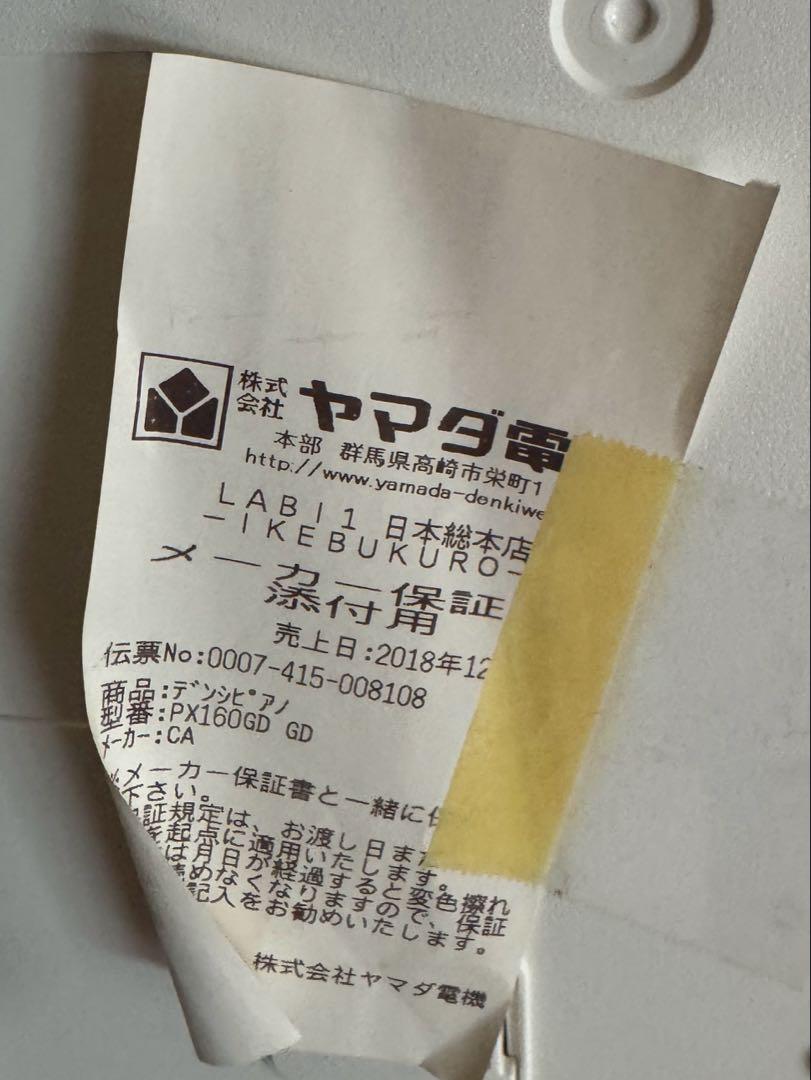 株式会社 ヤマダ電
本部 群馬県高崎市栄町1
http://www.yamada-denkiwe
LABI1 日本総本店
-IKEBUKURO-
メーカー保証
添付用
売上日:2018年12
伝票No:0007-415-008108
商品:デンシピアノ
型番:PX160GD GD
メーカー:CA
※メーカー保証書と一緒に
下さい。
証規定は、お渡し日また
を起点に適用いたします。
は月日が経過すると変色擦れ
めなくなりますので、保証
記入をお勧めいたします。
株式会社ヤマダ電機